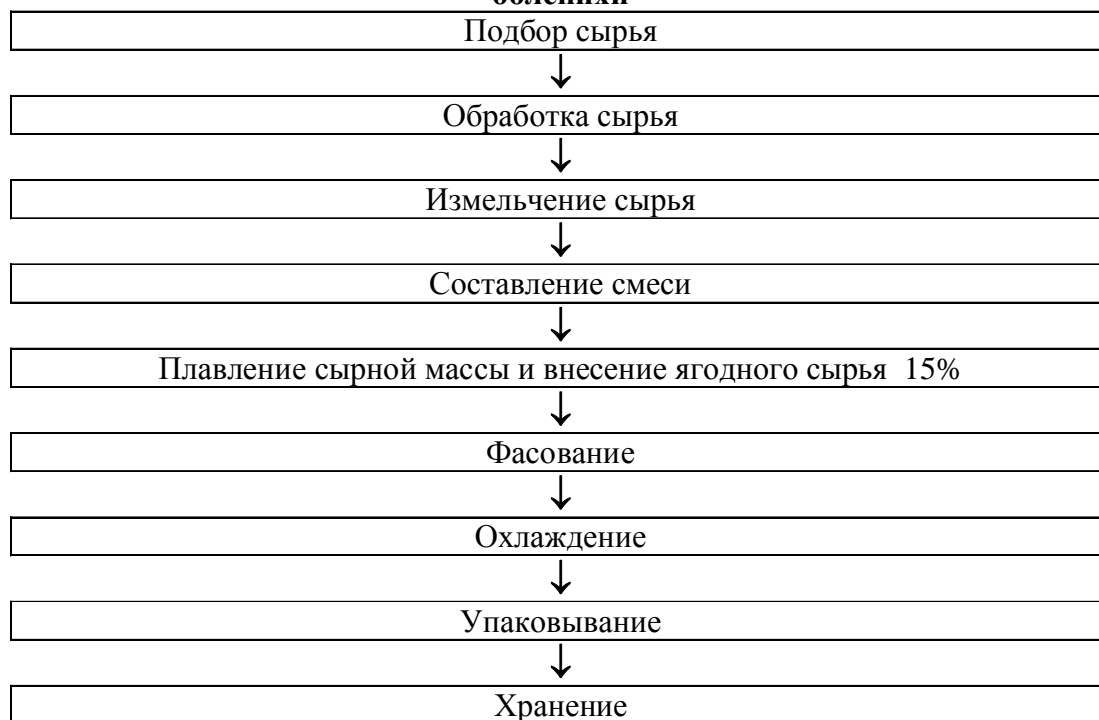 Подбор сырья
Обработка сырья
Измельчение сырья
Составление смеси
Плавление сырной массы и внесение ягодного сырья 15%
Фасование
Охлаждение
Упаковывание
Хранение